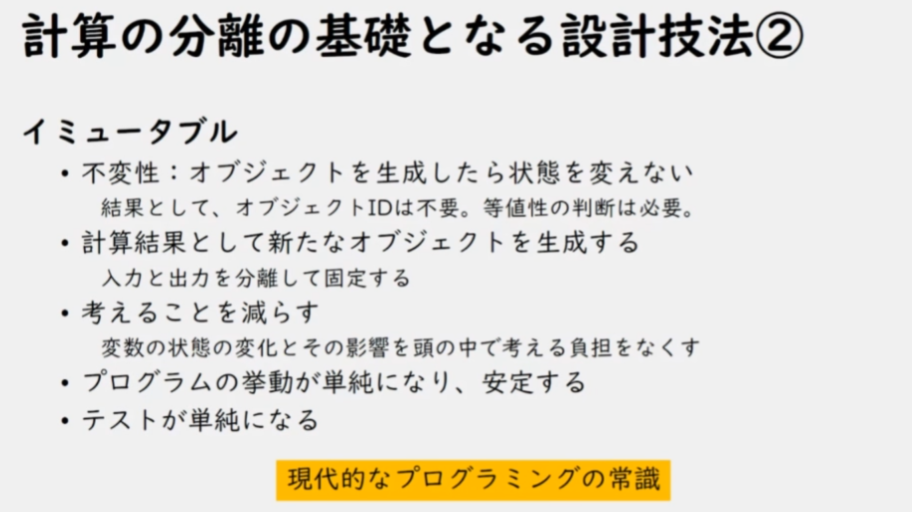 計算の分離の基礎となる設計技法②
イミュータブル
• 不変性：オブジェクトを生成したら状態を変えない
結果として、オブジェクトIDは不要。等値性の判断は必要。
• 計算結果として新たなオブジェクトを生成する
入力と出力を分離して固定する
• 考えることを減らす
変数の状態の変化とその影響を頭の中で考える負担をなくす
• プログラムの挙動が単純になり、安定する
• テストが単純になる
現代的なプログラミングの常識